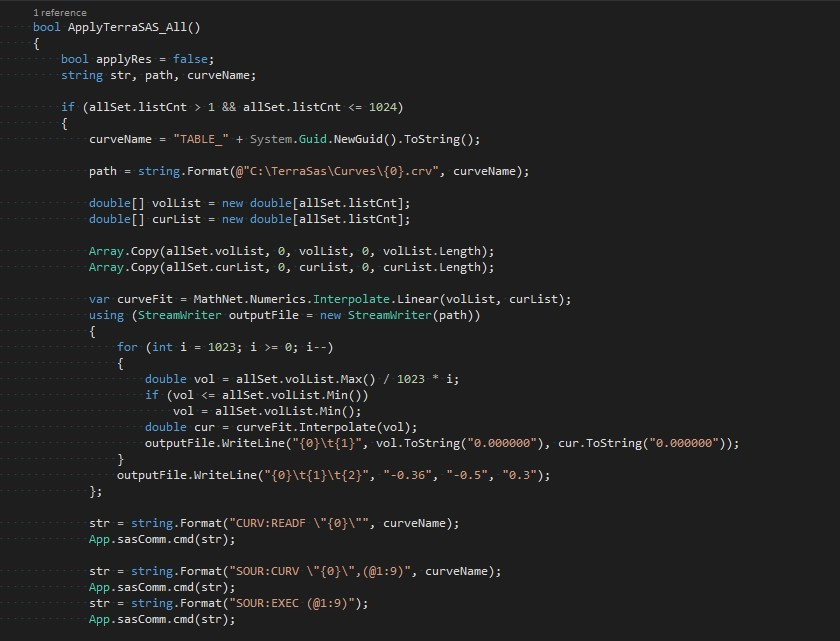 1 reference
bool ApplyTerraSAS_All()
{
bool applyRes = false;
string str, path, curveName;
if (allSet.listCnt > 1 && allSet.listCnt <= 1024)
{
curveName = "TABLE_" + System.Guid.NewGuid().ToString();
path = string.Format(@"C:\TerraSas\Curves\{0}.crv", curveName);
double[] volList = new double[allSet.listCnt];
double[] curList = new double[allSet.listCnt];
Array.Copy(allSet.volList, 0, volList, 0, volList.Length);
Array.Copy(allSet.curList, 0, curList, 0, curList.Length);
var curveFit = MathNet.Numerics.Interpolate.Linear(volList, curList);
using (StreamWriter outputFile = new StreamWriter(path))
{
for (int i = 1023; i >= 0; i--)
{
double vol = allSet.volList.Max() / 1023 * i;
if (vol <= allSet.volList.Min())
vol = allSet.volList.Min();
double cur = curveFit.Interpolate(vol);
outputFile.WriteLine("{0}\t{1}", vol.ToString("0.000000"), cur.ToString("0.000000"));
}
outputFile.WriteLine("{0}\t{1}\t{2}", "-0.36", "-0.5", "0.3");
};
str = string.Format("CURV:READF \"{0}\"", curveName);
App.sasComm.cmd(str);
str = string.Format("SOUR:CURV \"{0}\",(@1:9)", curveName);
App.sasComm.cmd(str);
str = string.Format("SOUR:EXEC (@1:9)");
App.sasComm.cmd(str);